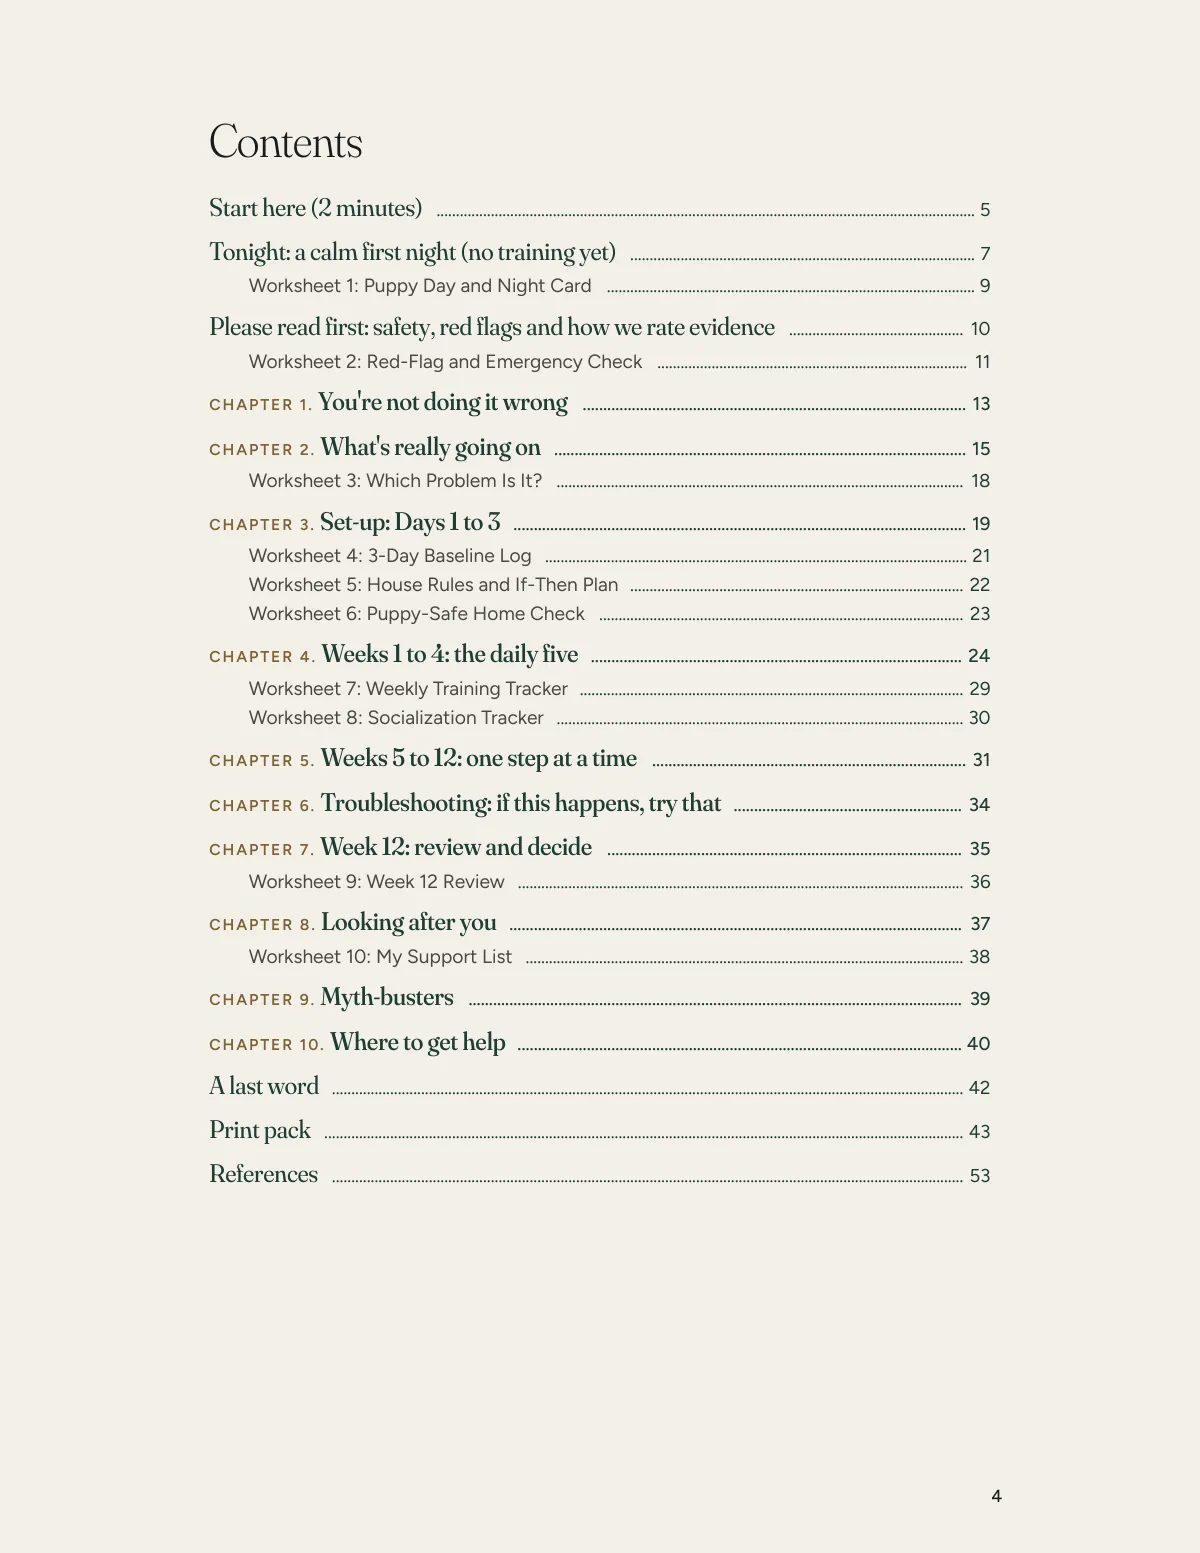 Contents
Start here (2 minutes) 5
Tonight: a calm first night (no training yet) 7
Worksheet 1: Puppy Day and Night Card 9
Please read first: safety, red flags and how we rate evidence 10
Worksheet 2: Red-Flag and Emergency Check 11
CHAPTER 1. You're not doing it wrong 13
CHAPTER 2. What's really going on 15
Worksheet 3: Which Problem Is It? 18
CHAPTER 3. Set-up: Days 1 to 3 19
Worksheet 4: 3-Day Baseline Log 21
Worksheet 5: House Rules and If-Then Plan 22
Worksheet 6: Puppy-Safe Home Check 23
CHAPTER 4. Weeks 1 to 4: the daily five 24
Worksheet 7: Weekly Training Tracker 29
Worksheet 8: Socialization Tracker 30
CHAPTER 5. Weeks 5 to 12: one step at a time 31
CHAPTER 6. Troubleshooting: if this happens, try that 34
CHAPTER 7. Week 12: review and decide 35
Worksheet 9: Week 12 Review 36
CHAPTER 8. Looking after you 37
Worksheet 10: My Support List 38
CHAPTER 9. Myth-busters 39
CHAPTER 10. Where to get help 40
A last word 42
Print pack 43
References 53
4